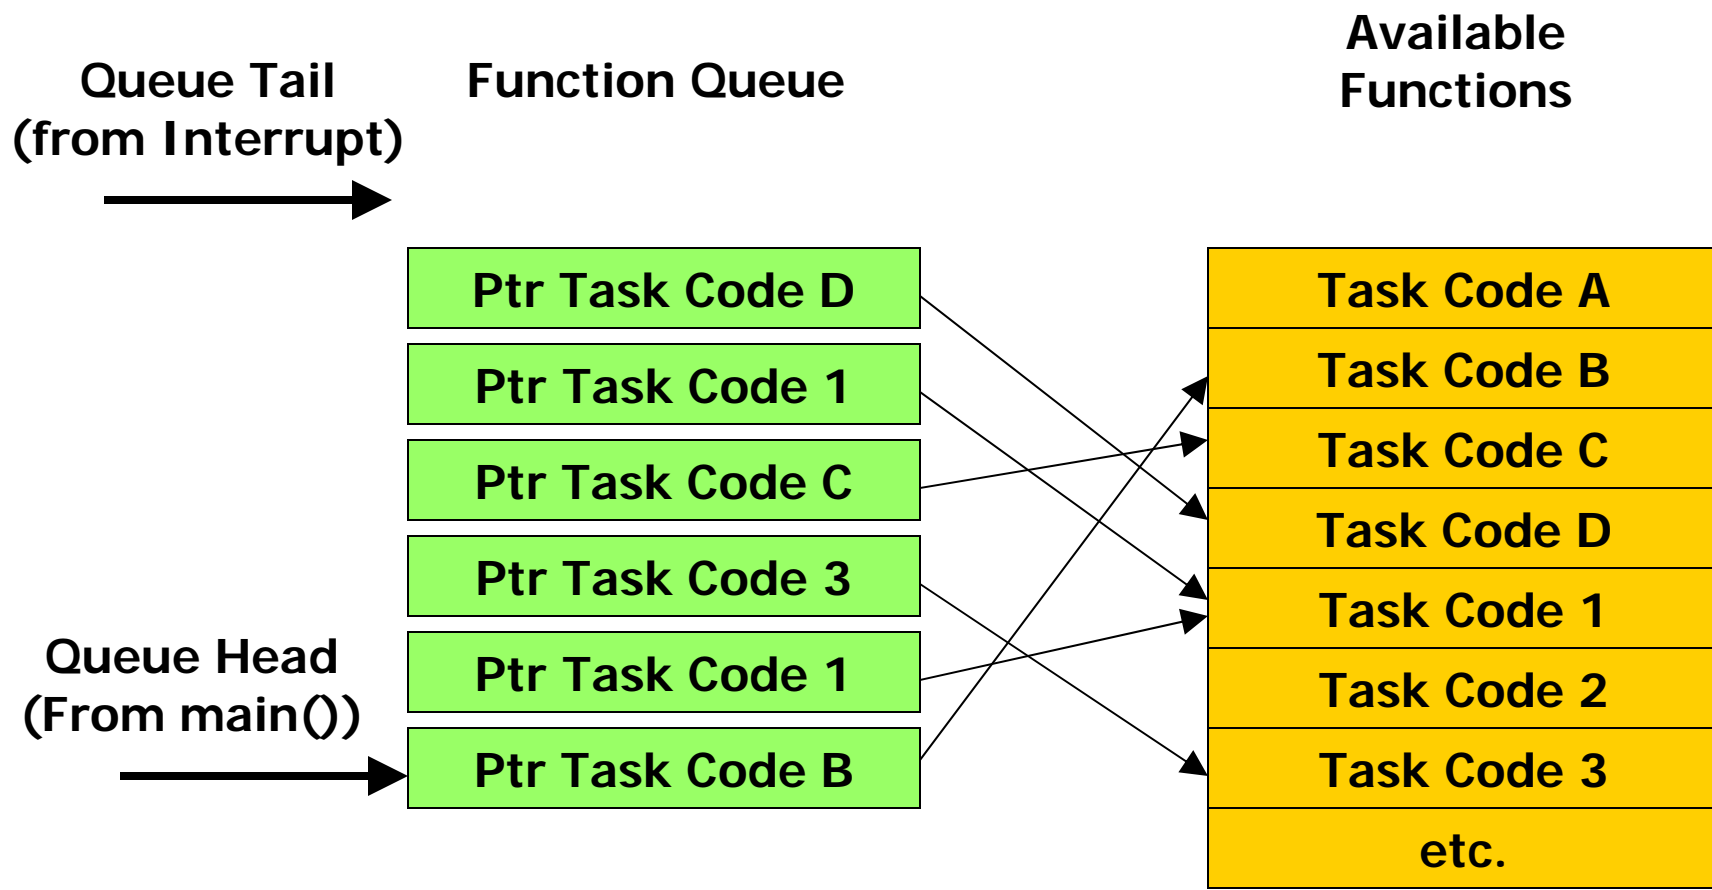 Queue Tail
(from Interrupt)
Function Queue
Available
Functions
Ptr Task Code D
Ptr Task Code 1
Ptr Task Code C
Ptr Task Code 3
Ptr Task Code 1
Ptr Task Code B
Queue Head
(From main())
Task Code A
Task Code B
Task Code C
Task Code D
Task Code 1
Task Code 2
Task Code 3
etc.